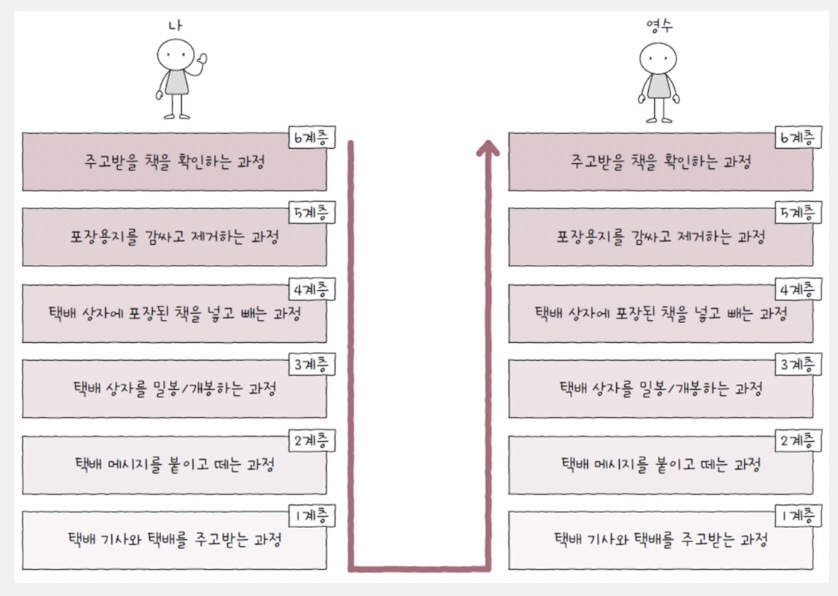 나
영수
6계층
주고받을 책을 확인하는 과정
5계층
포장용지를 감싸고 제거하는 과정
4계층
택배 상자에 포장된 책을 넣고 빼는 과정
3계층
택배 상자를 밀봉/개봉하는 과정
2계층
택배 메시지를 붙이고 떼는 과정
1계층
택배 기사와 택배를 주고받는 과정
6계층
주고받을 책을 확인하는 과정
5계층
포장용지를 감싸고 제거하는 과정
4계층
택배 상자에 포장된 책을 넣고 빼는 과정
3계층
택배 상자를 밀봉/개봉하는 과정
2계층
택배 메시지를 붙이고 떼는 과정
1계층
택배 기사와 택배를 주고받는 과정